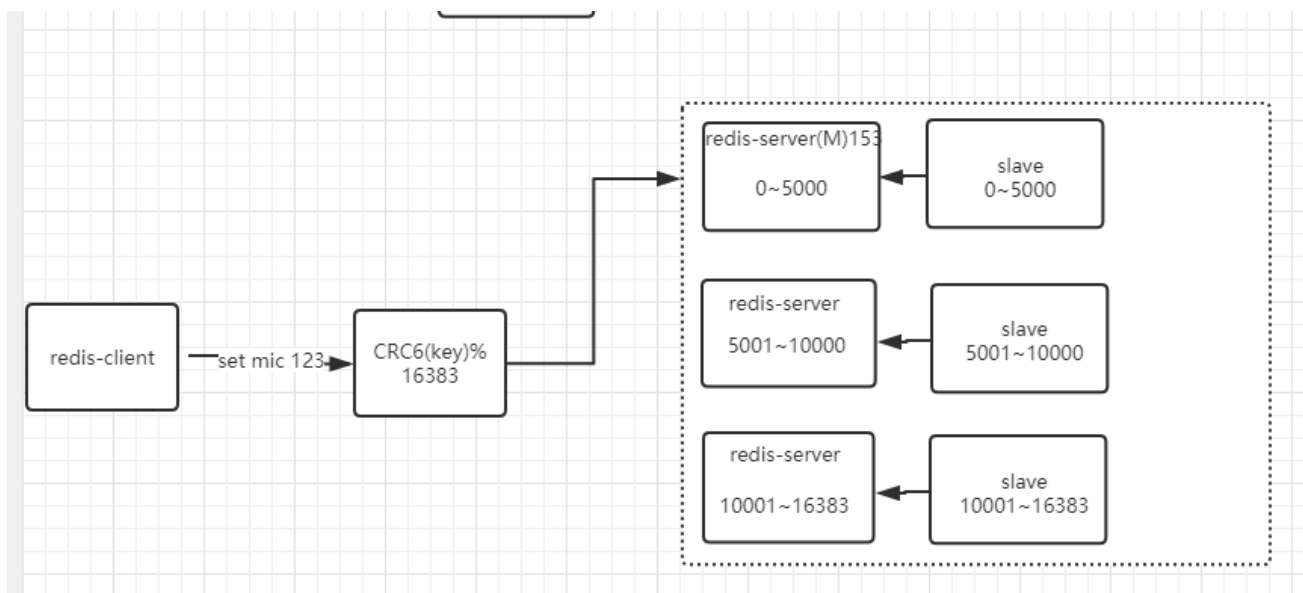 redis-client
set mic 123
CRC6(key)%
16383
redis-server(M)153
0~5000
slave
0~5000
redis-server
5001~10000
slave
5001~10000
redis-server
10001~16383
slave
10001~16383